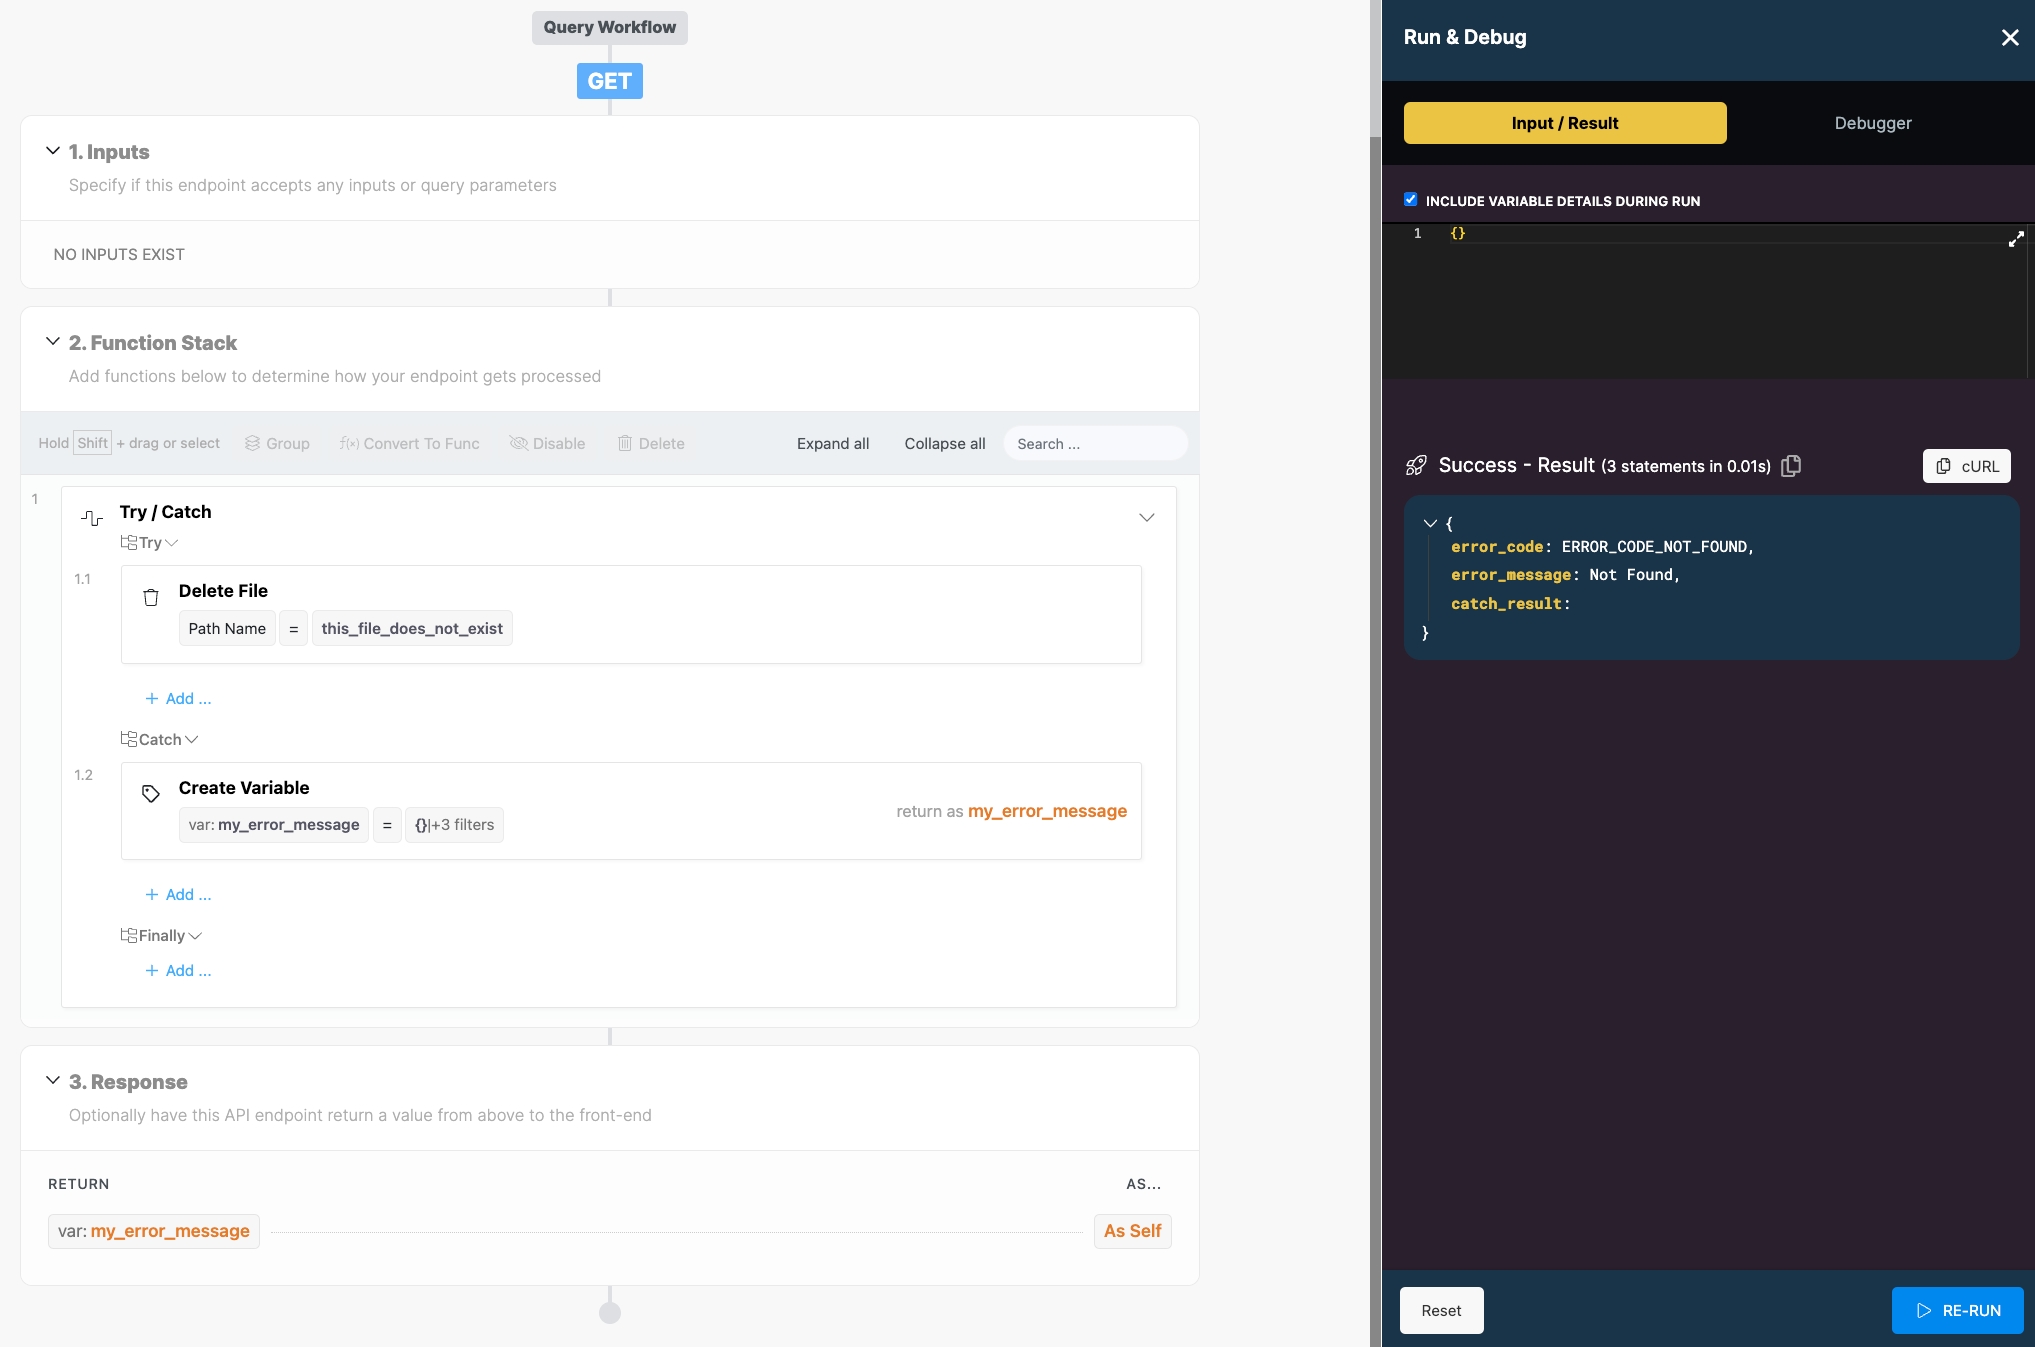 Query Workflow
GET
1. Inputs
Specify if this endpoint accepts any inputs or query parameters
NO INPUTS EXIST
2. Function Stack
Add functions below to determine how your endpoint gets processed
Hold Shift + drag or select Group f(x) Convert To Func Disable Delete Expand all Collapse all Search ...
1
Try / Catch
Try
1.1
Delete File
Path Name = this_file_does_not_exist
+ Add ...
Catch
1.2
Create Variable
var: my_error_message = {}|+3 filters
return as my_error_message
+ Add ...
Finally
+ Add ...
3. Response
Optionally have this API endpoint return a value from above to the front-end
RETURN AS...
var: my_error_message As Self
Run & Debug
Input / Result Debugger
INCLUDE VARIABLE DETAILS DURING RUN
1 {}
Success - Result (3 statements in 0.01s) cURL
{
error_code: ERROR_CODE_NOT_FOUND,
error_message: Not Found,
catch_result:
}
Reset RE-RUN